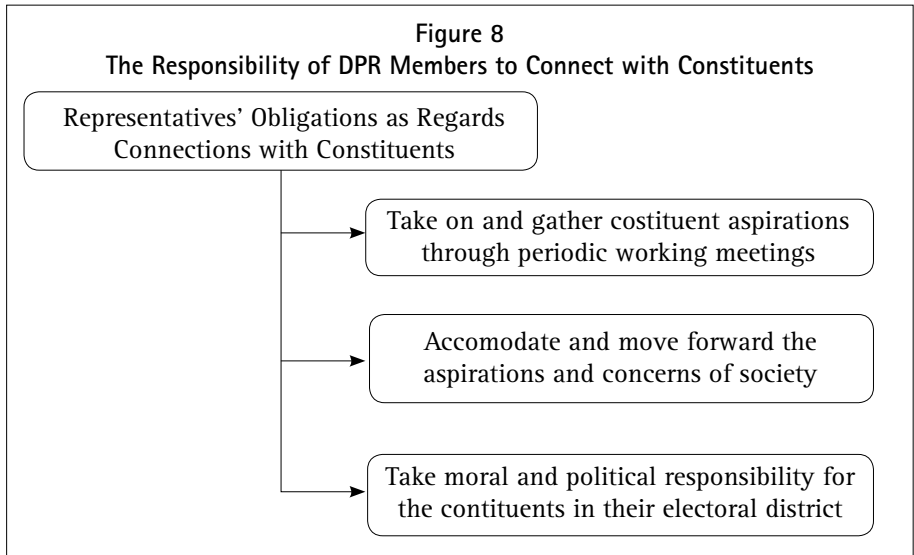 Figure 8
The Responsibility of DPR Members to Connect with Constituents
Representatives' Obligations as Regards
Connections with Constituents
Take on and gather costituent aspirations
through periodic working meetings
Accomodate and move forward the
aspirations and concerns of society
Take moral and political responsibility for
the contituents in their electoral district